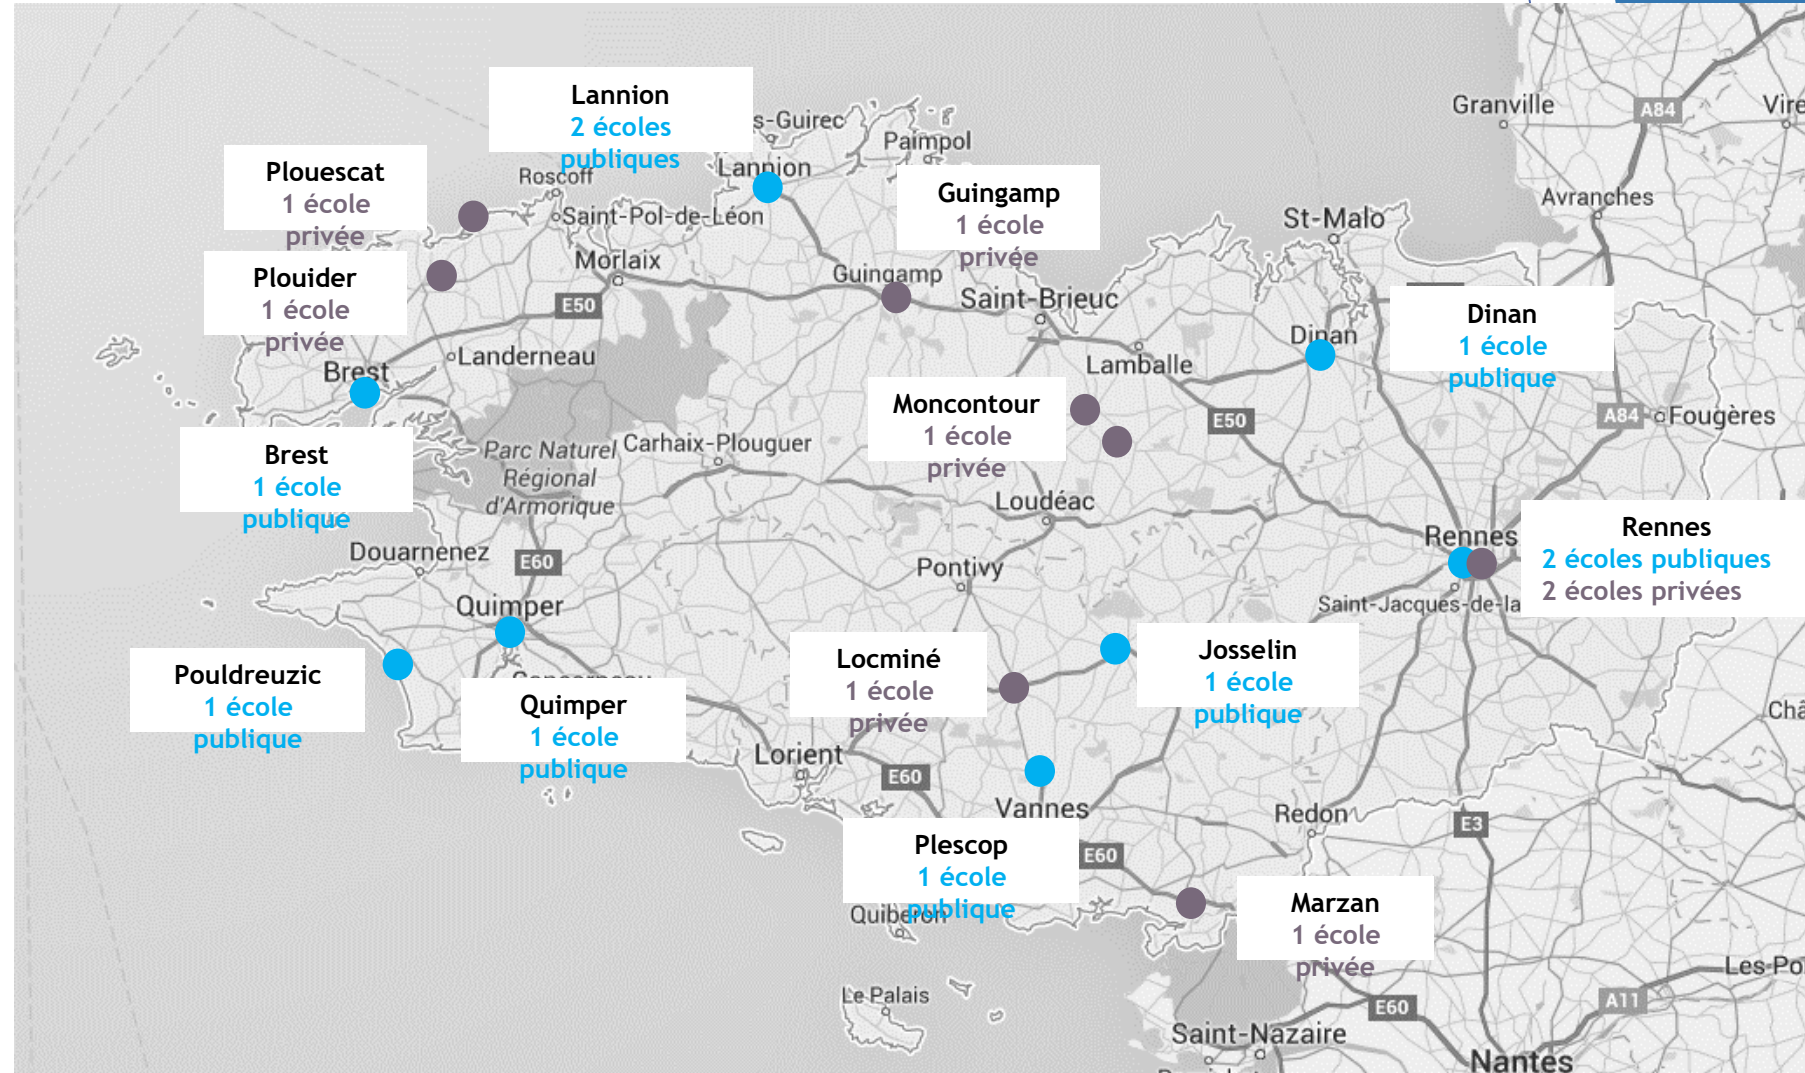 Lannion
2 écoles
publiques
s-Guirec
Paimpol
Lannion
Granville
A84
Vire
Plouescat
1 école
privée
Roscoff
Saint-Pol-de-Léon
Guingamp
1 école
privée
Avranches
St-Malo
Plouider
1 école
privée
Morlaix
E50
Guingamp
Saint-Brieuc
Dinan
Dinan
1 école
publique
Landerneau
Brest
Lamballe
Moncontour
1 école
privée
E50
A84
Fougères
Brest
1 école
publique
Parc Naturel
Régional
d'Armorique
Carhaix-Plouguer
Loudéac
Rennes
Rennes
2 écoles publiques
2 écoles privées
Douarnenez
E60
Pontivy
Quimper
Saint-Jacques-de-la
Pouldreuzic
1 école
publique
Quimper
1 école
publique
Locminé
1 école
privée
Josselin
1 école
publique
Châ
Lorient
E60
Vannes
Redon
E3
Plescop
1 école
publique
E60
Quiberon
Marzan
1 école
privée
Les-Po
Le Palais
E60
A11
Saint-Nazaire
Nantes